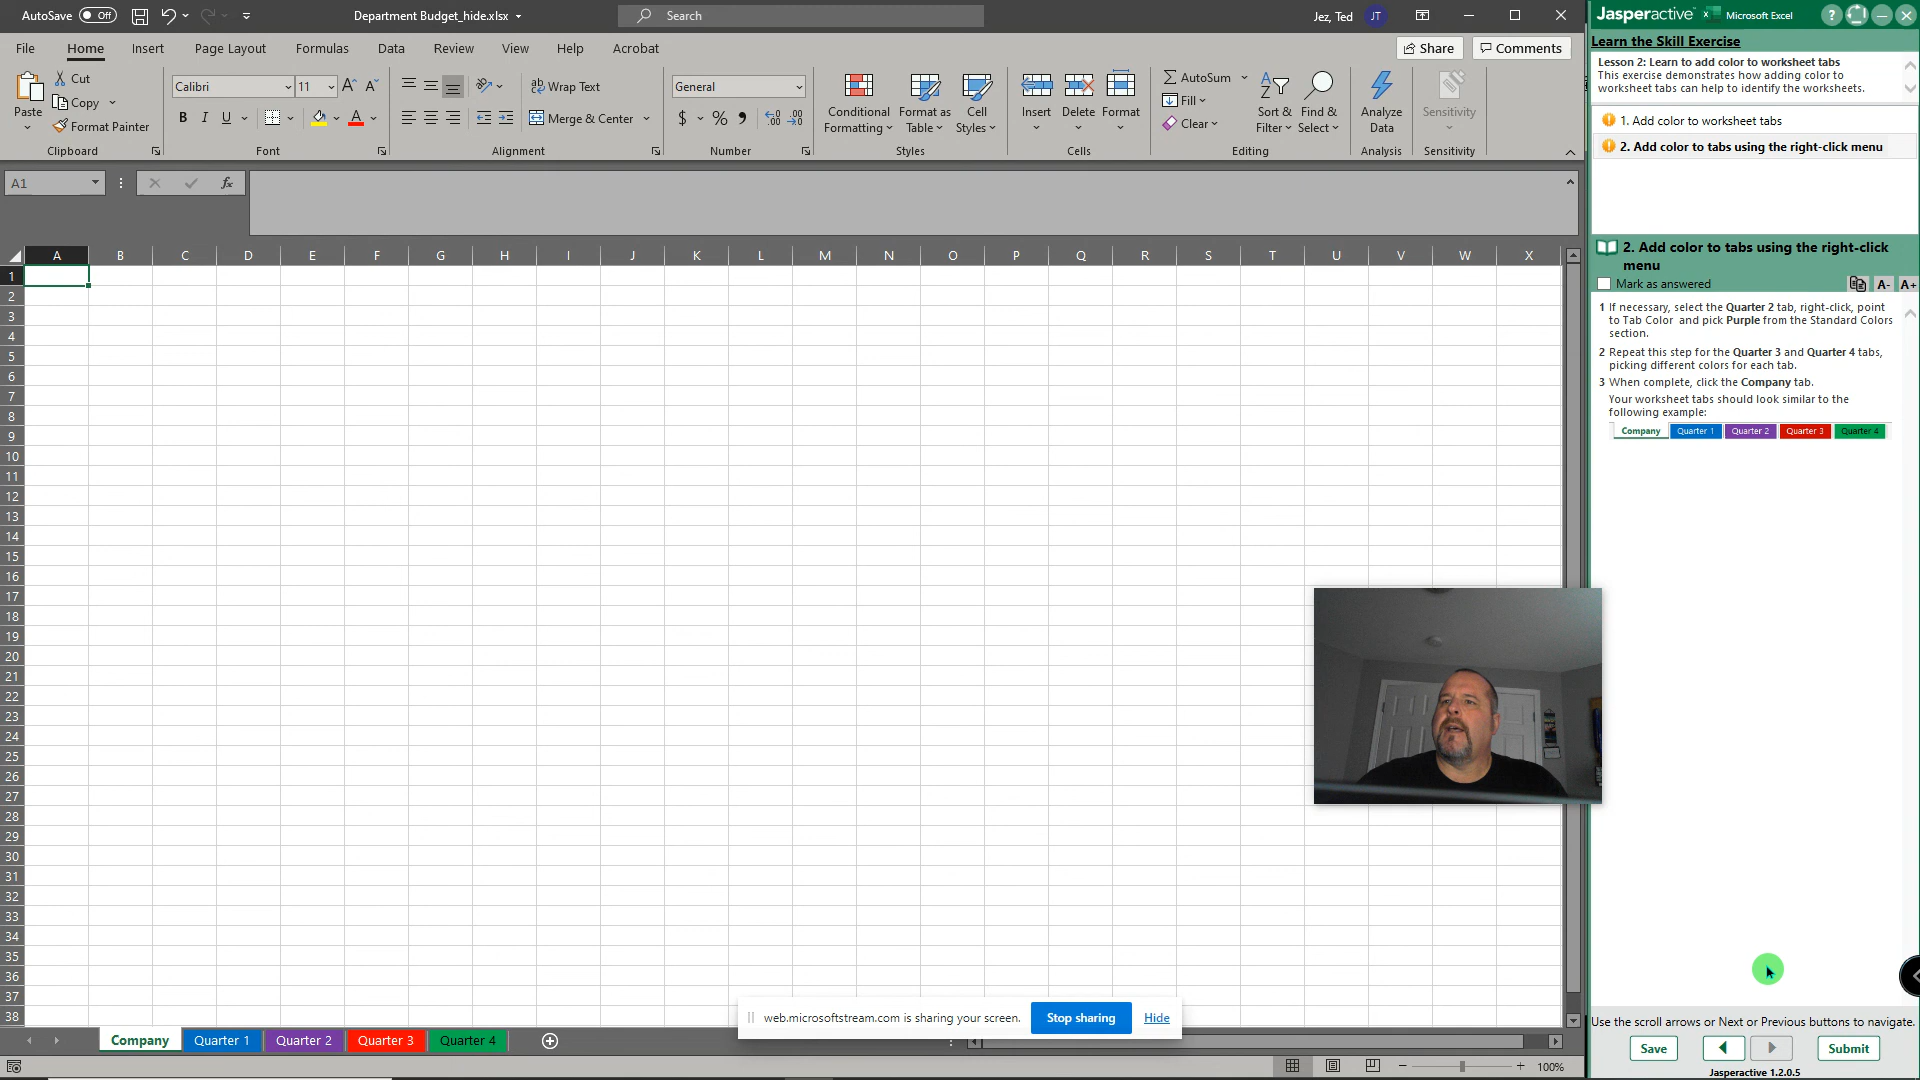 AutoSave Off
Department Budget_hide.xlsx
Search
Jez, Ted JT
File Home Insert Page Layout Formulas Data Review View Help Acrobat
Share Comments
Paste
Cut
Copy
Format Painter
Clipboard
Calibri 11 A A
B I U A
Font
ab Wrap Text
Merge & Center
Alignment
General
$ % 9
Number
Conditional Formatting
Format as Table
Cell Styles
Styles
Insert Delete Format
Cells
AutoSum
Fill
Clear
Sort & Filter
Find & Select
Editing
Analyze Data
Analysis
Sensitivity
Sensitivity
A1 fx
A B C D E F G H I J K L M N O P Q R S T U V W X
1
2
3
4
5
6
7
8
9
10
11
12
13
14
15
16
17
18
19
20
21
22
23
24
25
26
27
28
29
30
31
32
33
34
35
36
37
38
web.microsoftstream.com is sharing your screen. Stop sharing Hide
Company Quarter 1 Quarter 2 Quarter 3 Quarter 4
100%
Jasperactive Microsoft Excel ?
Learn the Skill Exercise
Lesson 2: Learn to add color to worksheet tabs
This exercise demonstrates how adding color to
worksheet tabs can help to identify the worksheets.
1. Add color to worksheet tabs
2. Add color to tabs using the right-click menu
2. Add color to tabs using the right-click
menu
Mark as answered A- A+
1 If necessary, select the Quarter 2 tab, right-click, point
to Tab Color and pick Purple from the Standard Colors
section.
2 Repeat this step for the Quarter 3 and Quarter 4 tabs,
picking different colors for each tab.
3 When complete, click the Company tab.
Your worksheet tabs should look similar to the
following example:
Company Quarter 1 Quarter 2 Quarter 3 Quarter 4
Use the scroll arrows or Next or Previous buttons to navigate.
Save Submit
Jasperactive 1.2.0.5